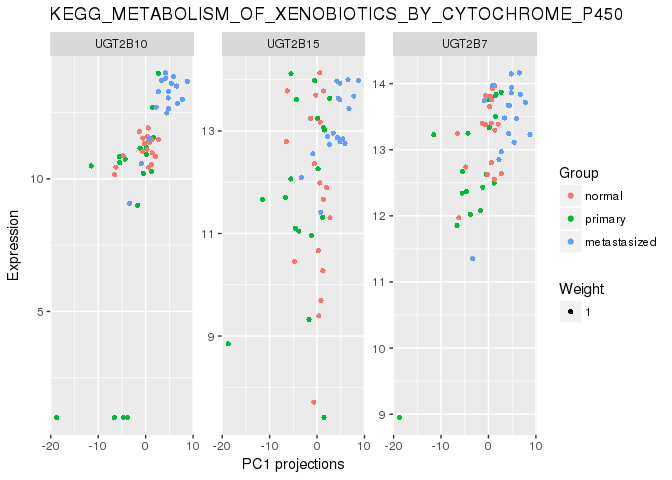 KEGG_METABOLISM_OF_XENOBIOTICS_BY_CYTOCHROME_P450
UGT2B10 UGT2B15 UGT2B7
Expression
10
5
13
11
9
14
13
12
11
10
9
-20 -10 0 10 -20 -10 0 10 -20 -10 0 10
PC1 projections
Group
normal
primary
metastasized
Weight
1